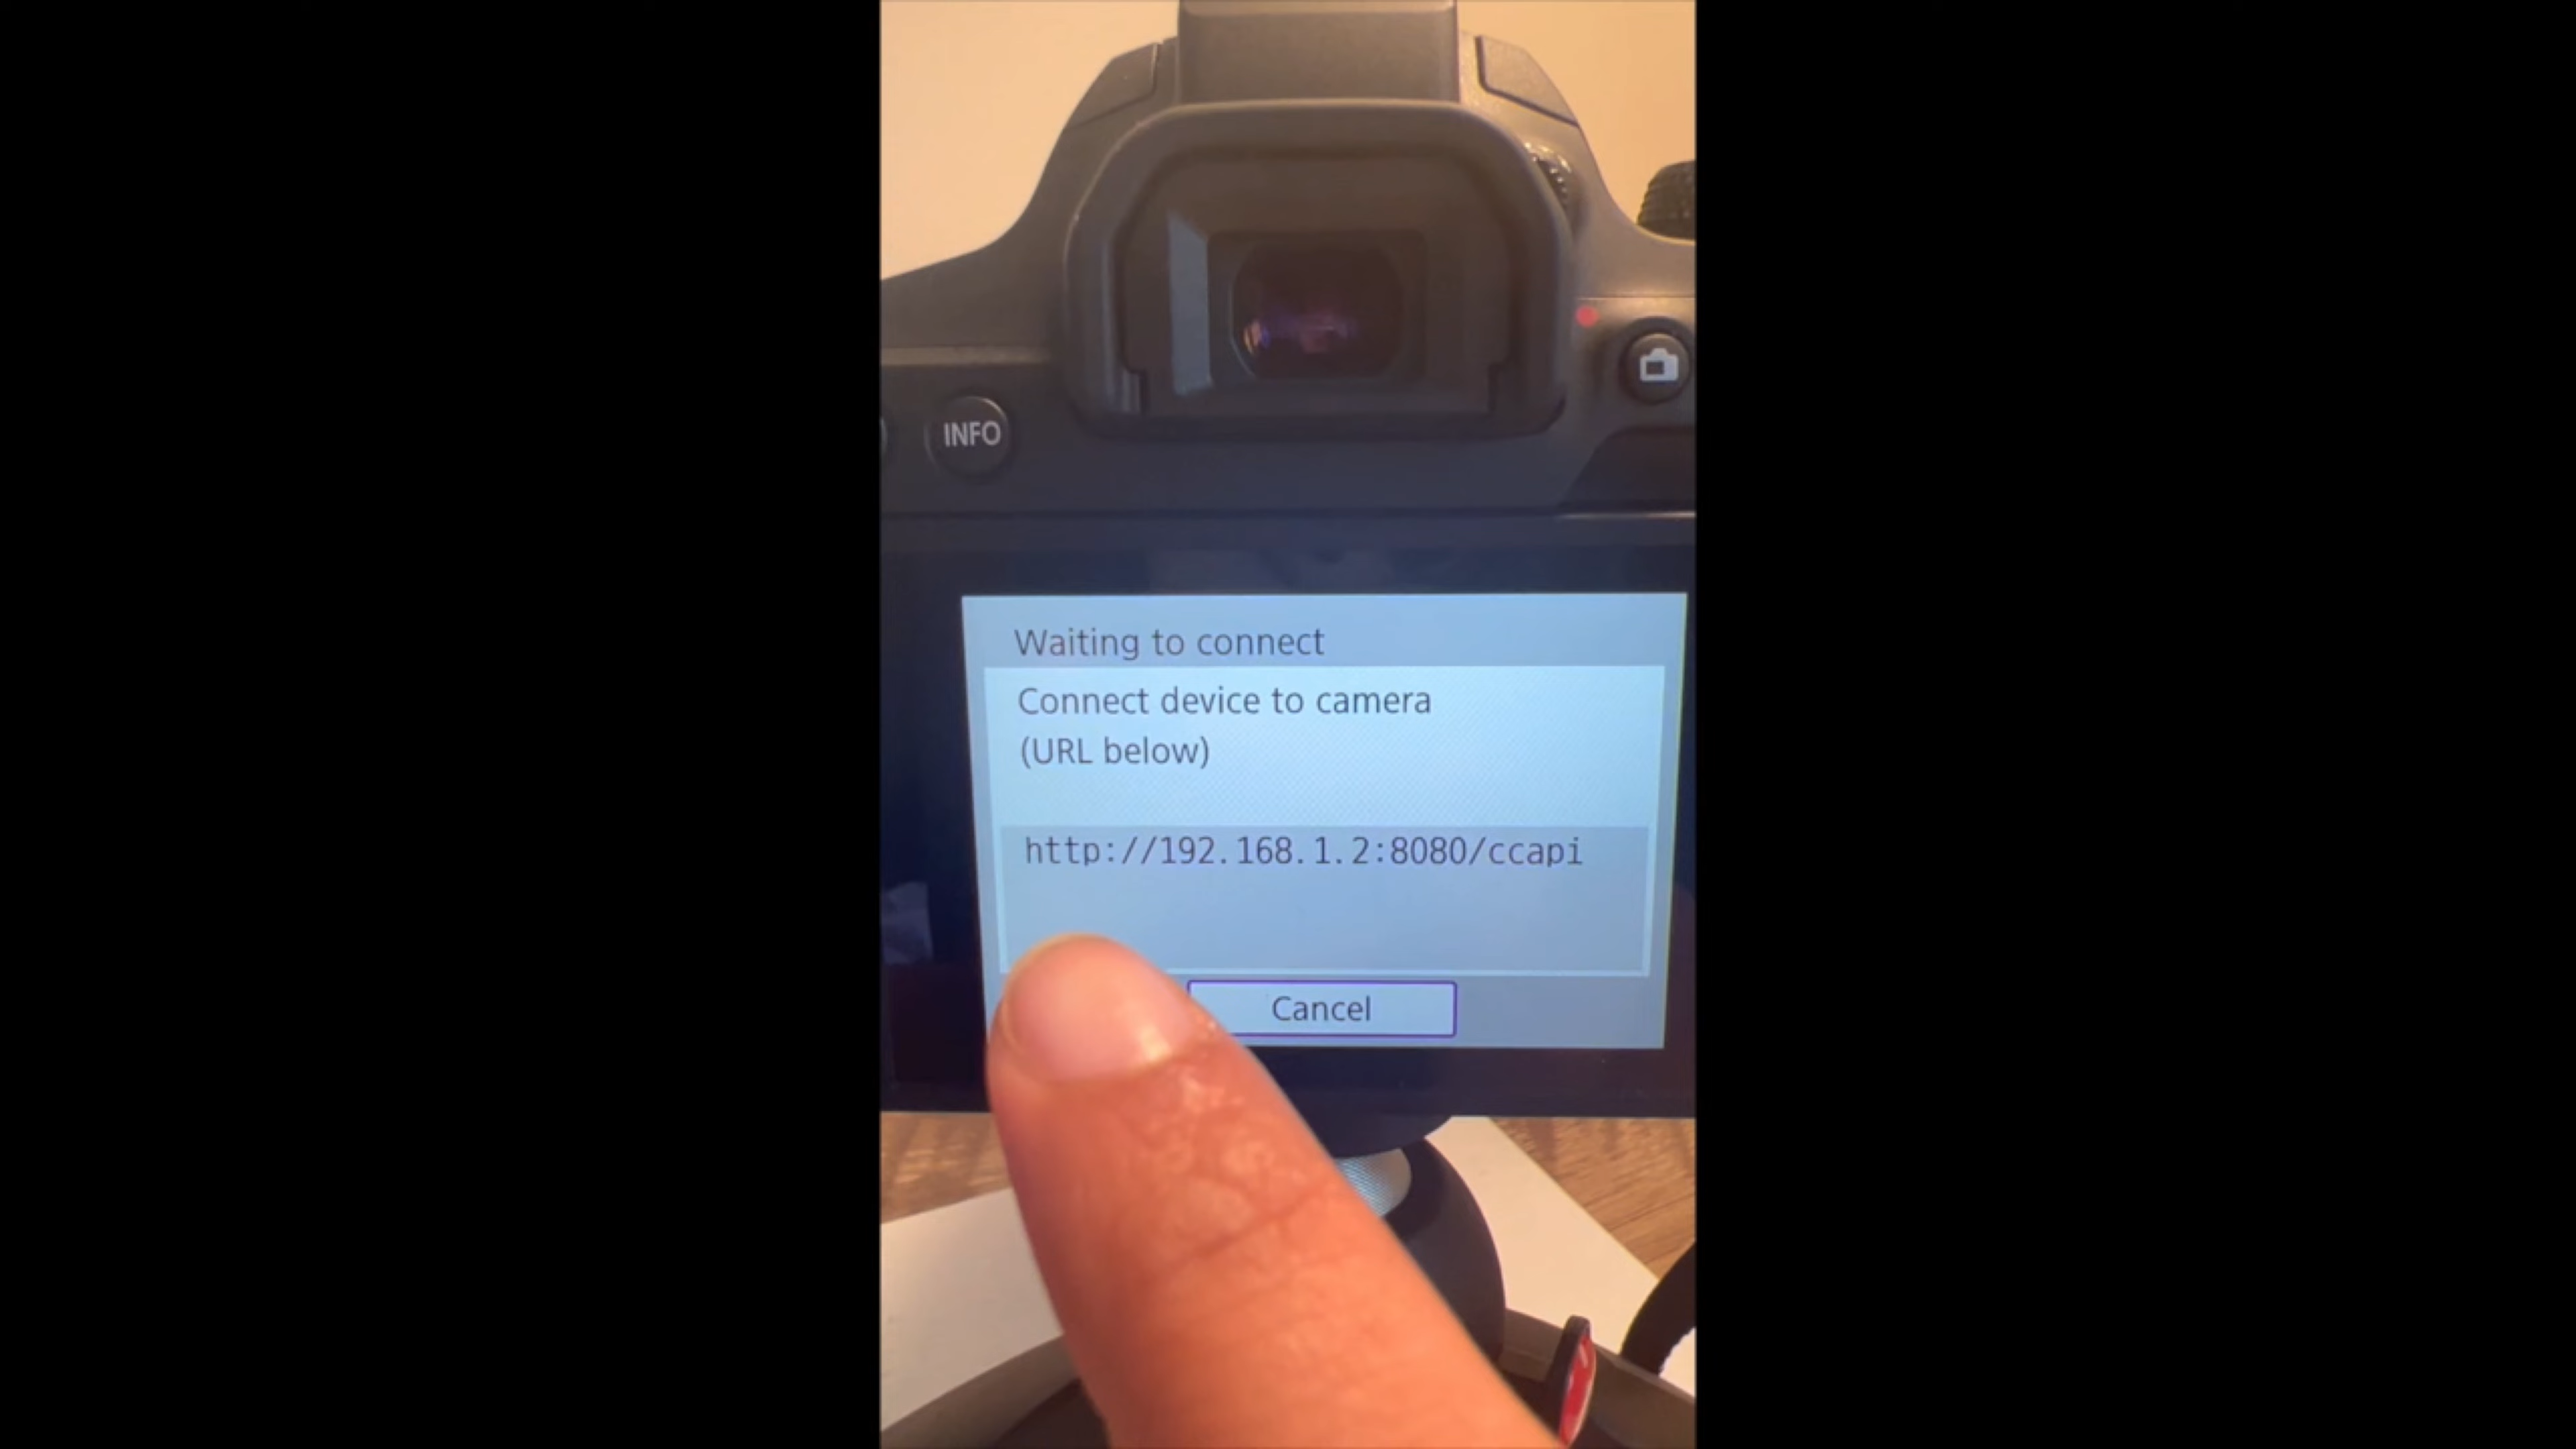 INFO
Waiting to connect
Connect device to camera
(URL below)
http://192.168.1.2:8080/ccapi
Cancel